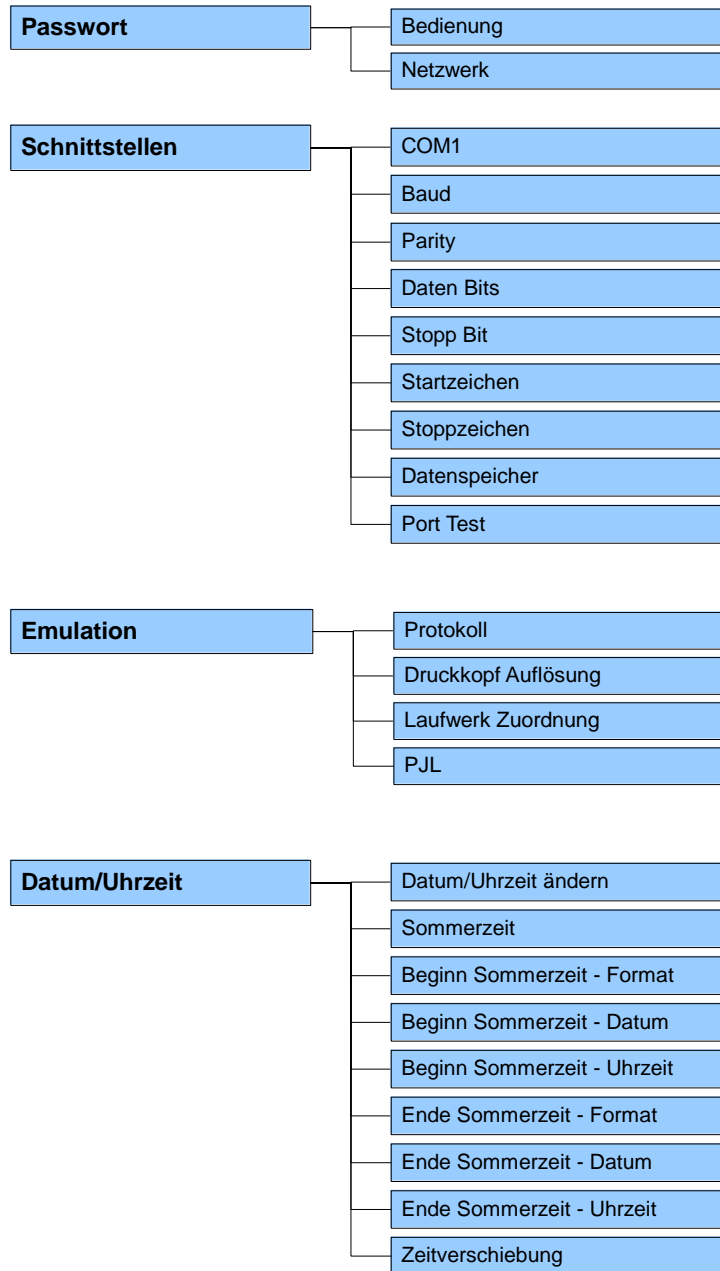 Passwort
Bedienung
Netzwerk
Schnittstellen
COM1
Baud
Parity
Daten Bits
Stopp Bit
Startzeichen
Stoppzeichen
Datenspeicher
Port Test
Emulation
Protokoll
Druckkopf Auflösung
Laufwerk Zuordnung
PJL
Datum/Uhrzeit
Datum/Uhrzeit ändern
Sommerzeit
Beginn Sommerzeit - Format
Beginn Sommerzeit - Datum
Beginn Sommerzeit - Uhrzeit
Ende Sommerzeit - Format
Ende Sommerzeit - Datum
Ende Sommerzeit - Uhrzeit
Zeitverschiebung